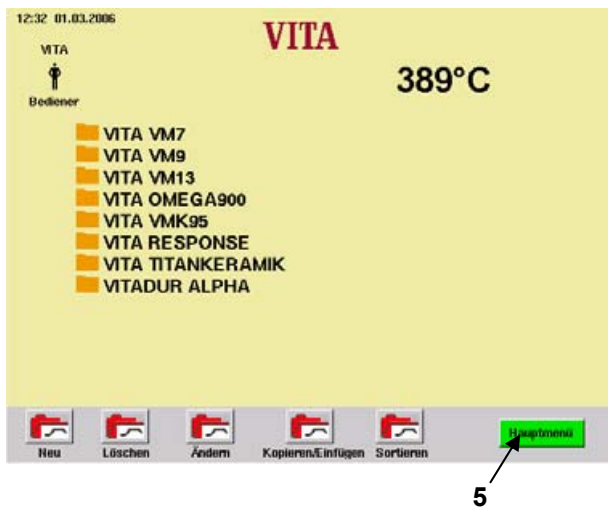 12:32 01.03.2006
VITA
VITA
389°C
Bediener
VITA VM7
VITA VM9
VITA VM13
VITA OMEGA900
VITA VMK95
VITA RESPONSE
VITA TITANKERAMIK
VITADUR ALPHA
Neu Löschen Ändern Kopieren/Einfügen Sortieren
Hauptmenü
5